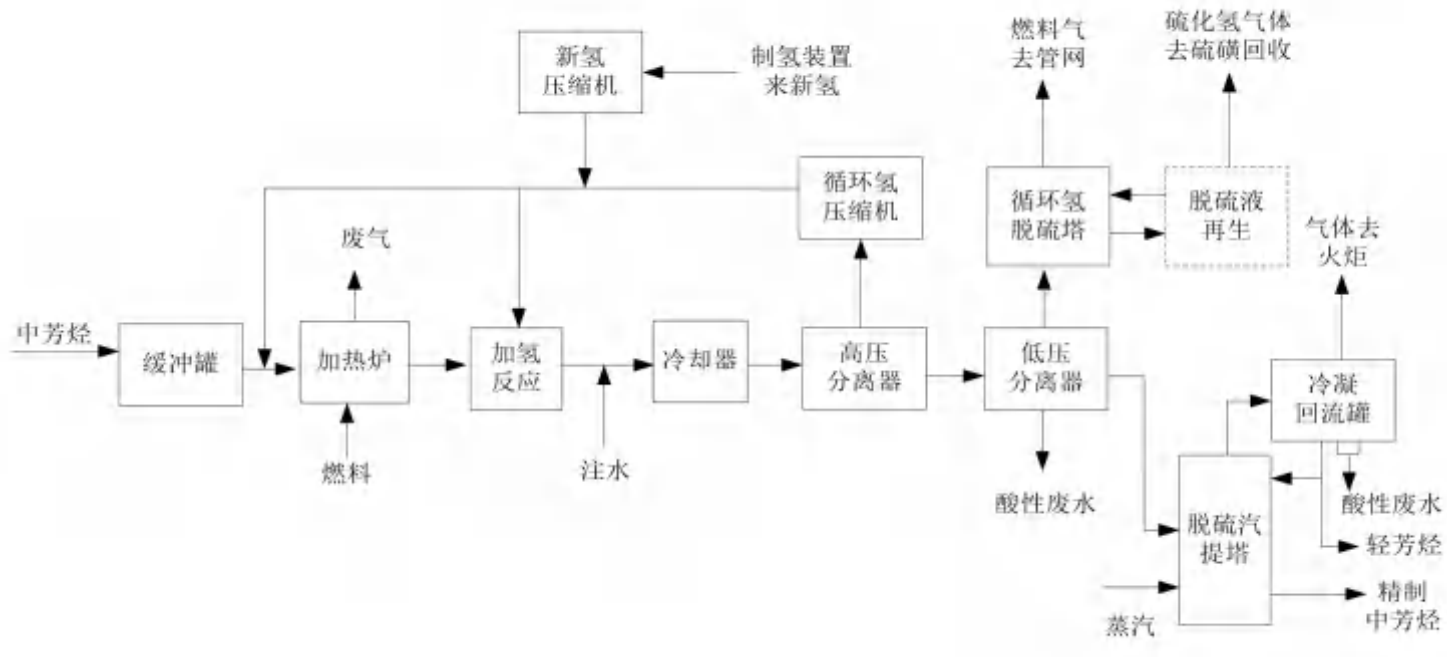 燃料气
去管网
硫化氢气体
去硫磺回收
新氢
压缩机
制氢装置
来新氢
循环氢
压缩机
循环氢
脱硫塔
脱硫液
再生
气体去
火炬
废气
中芳烃
缓冲罐
加热炉
加氢
反应
冷却器
高压
分离器
低压
分离器
冷凝
回流罐
燃料
注水
酸性废水
酸性废水
脱硫汽
提塔
轻芳烃
精制
中芳烃
蒸汽